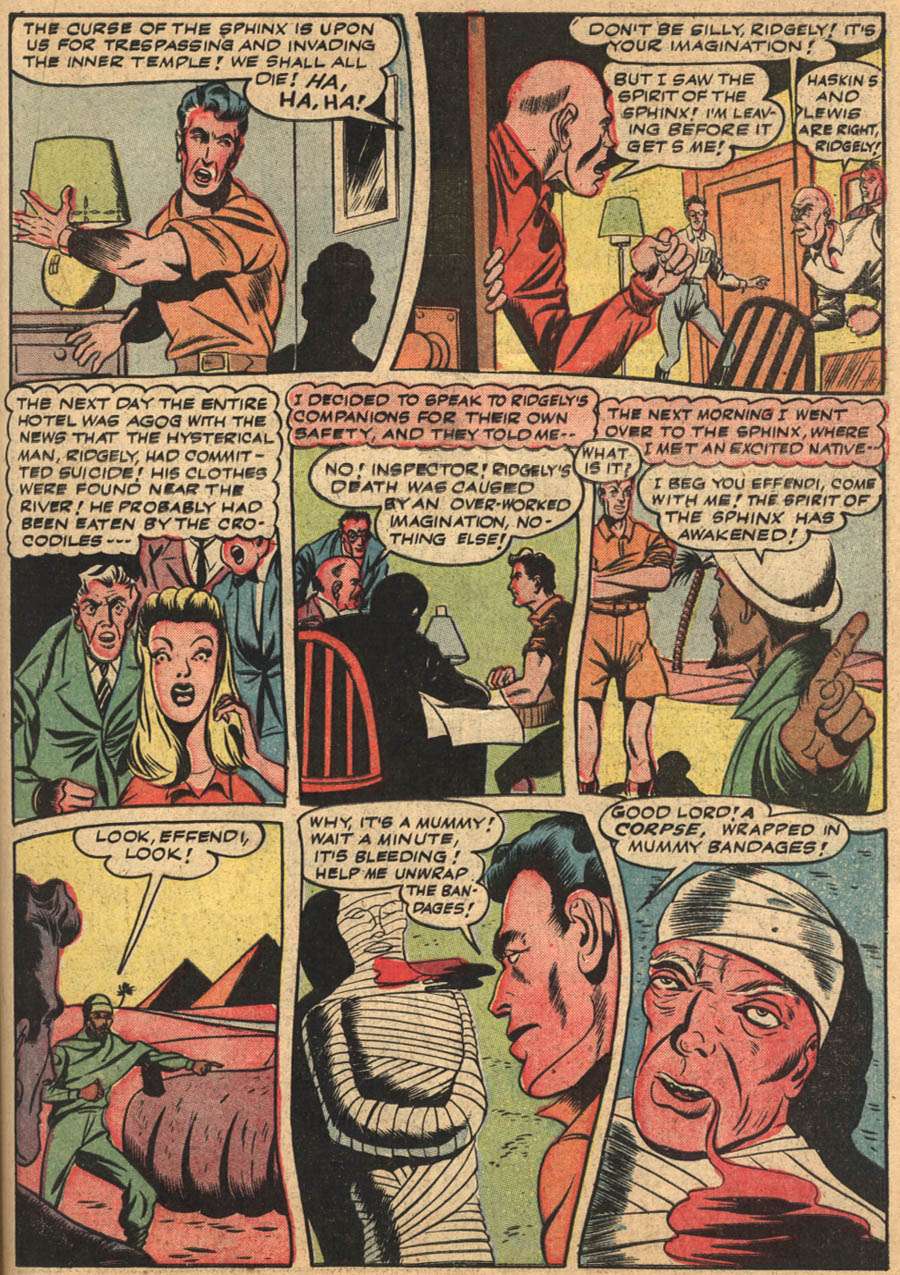 THE CURSE OF THE SPHINX IS UPON
US FOR TRESPASSING AND INVADING
THE INNER TEMPLE! WE SHALL ALL
DIE! HA,
HA, HA!
DON'T BE SILLY, RIDGELY! IT'S
YOUR IMAGINATION!
BUT I SAW THE
SPIRIT OF THE
SPHINX! I'M LEAV-
ING BEFORE IT
GETS ME!
HASKINS
AND
LEWIS
ARE RIGHT,
RIDGELY!
THE NEXT DAY THE ENTIRE
HOTEL WAS AGOG WITH THE
NEWS THAT THE HYSTERICAL
MAN, RIDGELY, HAD COMMIT-
TED SUICIDE! HIS CLOTHES
WERE FOUND NEAR THE
RIVER! HE PROBABLY HAD
BEEN EATEN BY THE CRO-
CODILES---
I DECIDED TO SPEAK TO RIDGELY'S
COMPANIONS FOR THEIR OWN
SAFETY, AND THEY TOLD ME--
NO! INSPECTOR! RIDGELY'S
DEATH WAS CAUSED
BY AN OVER-WORKED
IMAGINATION, NO-
THING ELSE!
THE NEXT MORNING I WENT
OVER TO THE SPHINX, WHERE
I MET AN EXCITED NATIVE--
WHAT
IS IT?
I BEG YOU EFFENDI, COME
WITH ME! THE SPIRIT OF
THE SPHINX HAS
AWAKENED!
LOOK, EFFENDI,
LOOK!
WHY, IT'S A MUMMY!
WAIT A MINUTE,
IT'S BLEEDING!
HELP ME UNWRAP
THE BAN-
DAGES!
GOOD LORD! A
CORPSE, WRAPPED IN
MUMMY BANDAGES!